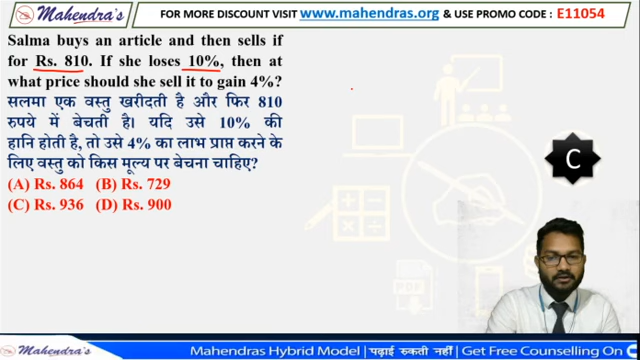 Mahendra's
FOR MORE DISCOUNT VISIT www.mahendras.org & USE PROMO CODE : E11054
Salma buys an article and then sells if
for Rs. 810. If she loses 10%, then at
what price should she sell it to gain 4%?
सलमा एक वस्तु खरीदती है और फिर 810
रुपये में बेचती है। यदि उसे 10% की
हानि होती है, तो उसे 4% का लाभ प्राप्त करने के
लिए वस्तु को किस मूल्य पर बेचना चाहिए?
(A) Rs. 864 (B) Rs. 729
(C) Rs. 936 (D) Rs. 900
C
Mahendra's
Mahendras Hybrid Model | पढ़ाई रुकती नहीं | Get Free Counselling On